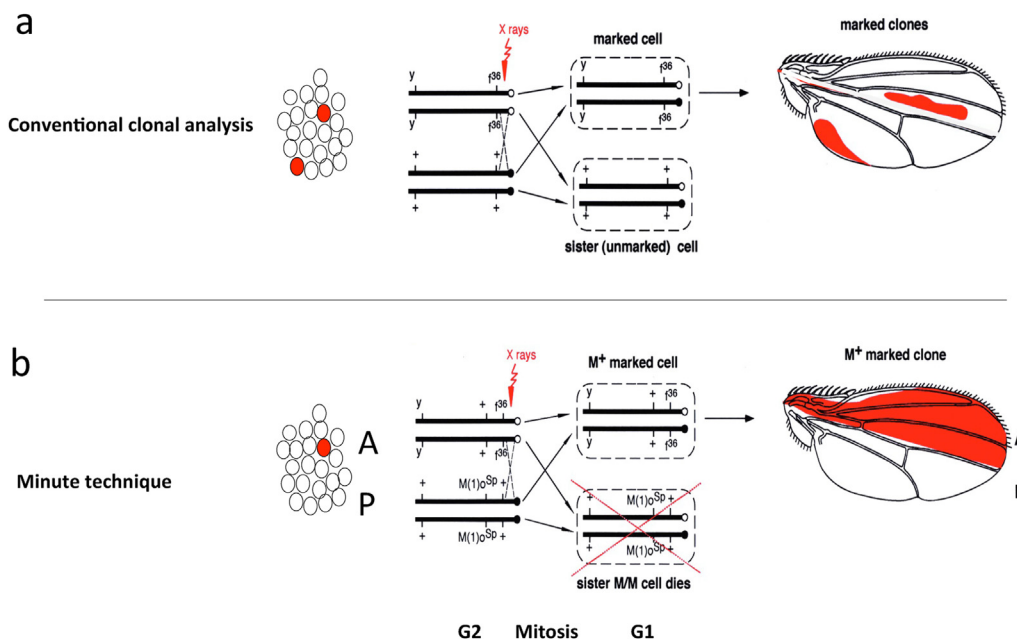 a
Conventional clonal analysis
X rays
y f36
y f36
+ +
+ +
marked cell
y f36
y f36
+ +
+ +
sister (unmarked) cell
marked clones
b
Minute technique
A
P
X rays
y + f36
y + f36
+ M(1)oSp +
+ M(1)oSp +
M+ marked cell
y + f36
y + f36
+ M(1)oSp +
+ M(1)oSp +
sister M/M cell dies
M+ marked clone
G2 Mitosis G1